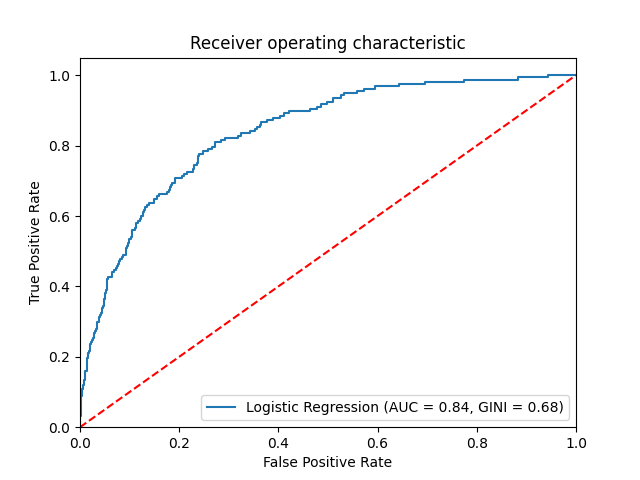 Receiver operating characteristic
True Positive Rate
1.0
0.8
0.6
0.4
0.2
0.0
Logistic Regression (AUC = 0.84, GINI = 0.68)
0.0 0.2 0.4 0.6 0.8 1.0
False Positive Rate